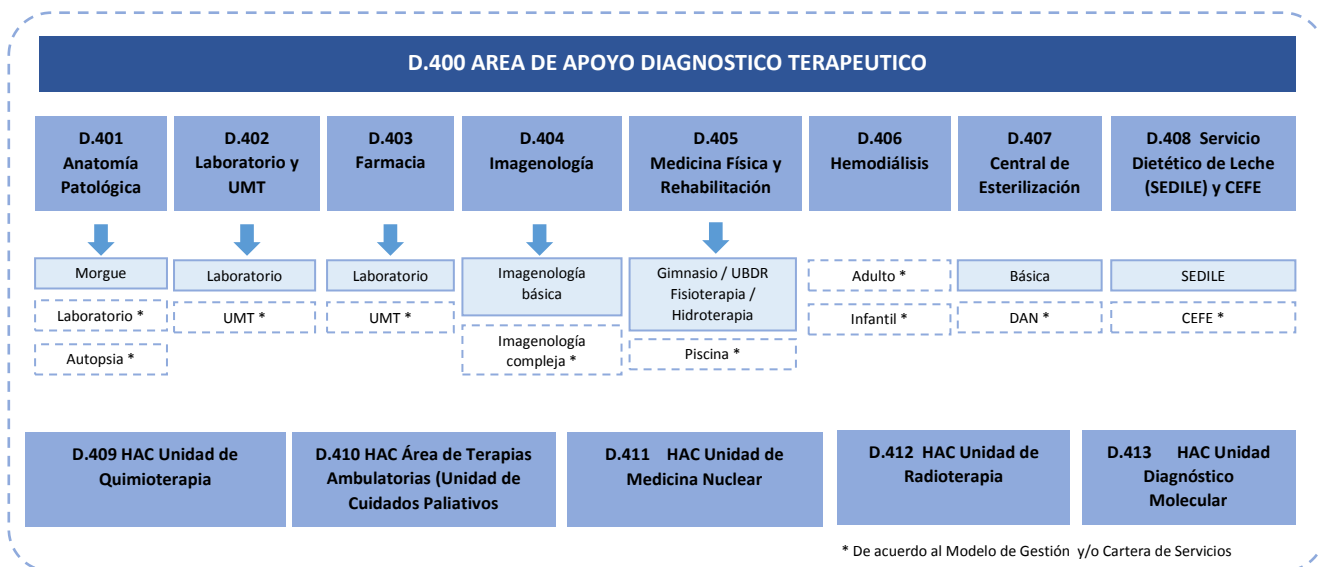 D.400 AREA DE APOYO DIAGNOSTICO TERAPEUTICO
D.401
Anatomía
Patológica
D.402
Laboratorio y
UMT
D.403
Farmacia
D.404
Imagenología
D.405
Medicina Física y
Rehabilitación
D.406
Hemodiálisis
D.407
Central de
Esterilización
D.408 Servicio
Dietético de Leche
(SEDILE) y CEFE
Morgue
Laboratorio *
Autopsia *
Laboratorio
UMT *
Laboratorio
UMT *
Imagenología
básica
Imagenología
compleja *
Gimnasio / UBDR
Fisioterapia /
Hidroterapia
Piscina *
Adulto *
Infantil *
Básica
DAN *
SEDILE
CEFE *
D.409 HAC Unidad de
Quimioterapia
D.410 HAC Área de Terapias
Ambulatorias (Unidad de
Cuidados Paliativos
D.411 HAC Unidad de
Medicina Nuclear
D.412 HAC Unidad de
Radioterapia
D.413 HAC Unidad
Diagnóstico
Molecular
* De acuerdo al Modelo de Gestión y/o Cartera de Servicios